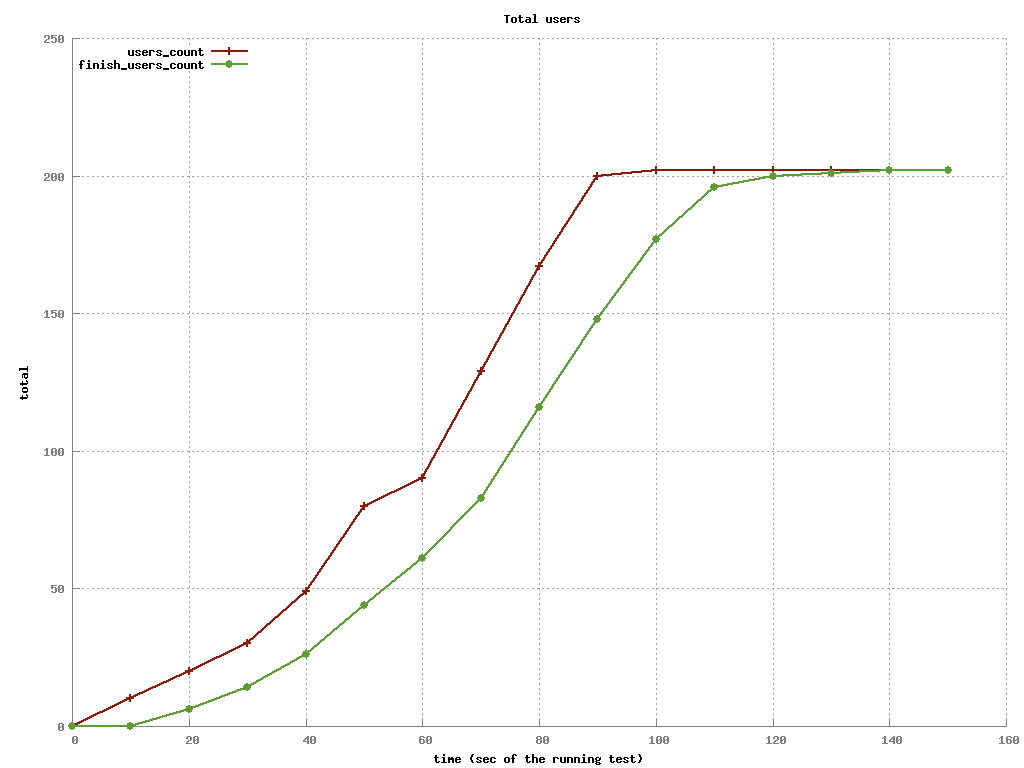 Total users
250
users_count
finish_users_count
200
150
total
100
50
0
0 20 40 60 80 100 120 140 160
time (sec of the running test)